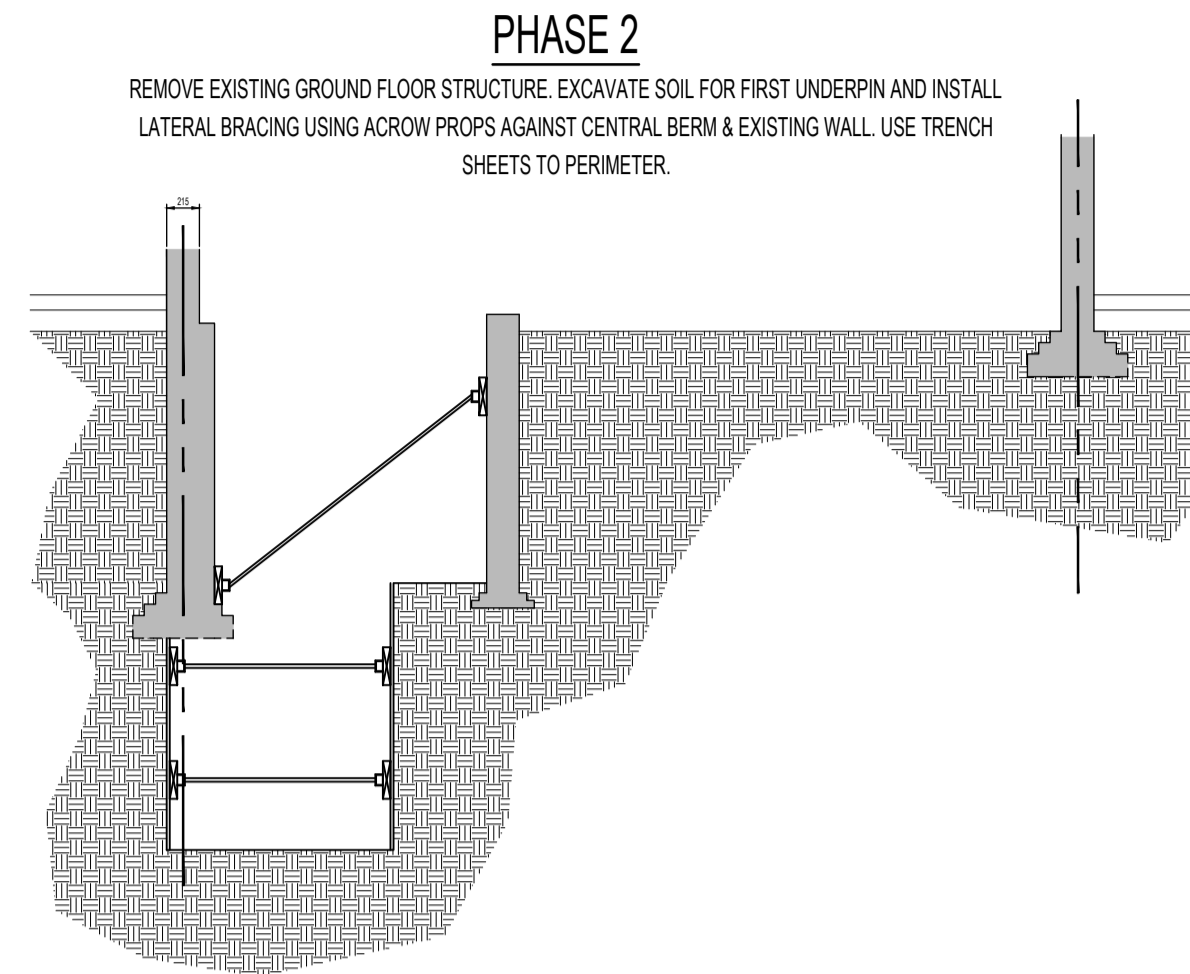 PHASE 2
REMOVE EXISTING GROUND FLOOR STRUCTURE. EXCAVATE SOIL FOR FIRST UNDERPIN AND INSTALL
LATERAL BRACING USING ACROW PROPS AGAINST CENTRAL BERM & EXISTING WALL. USE TRENCH
SHEETS TO PERIMETER.
215